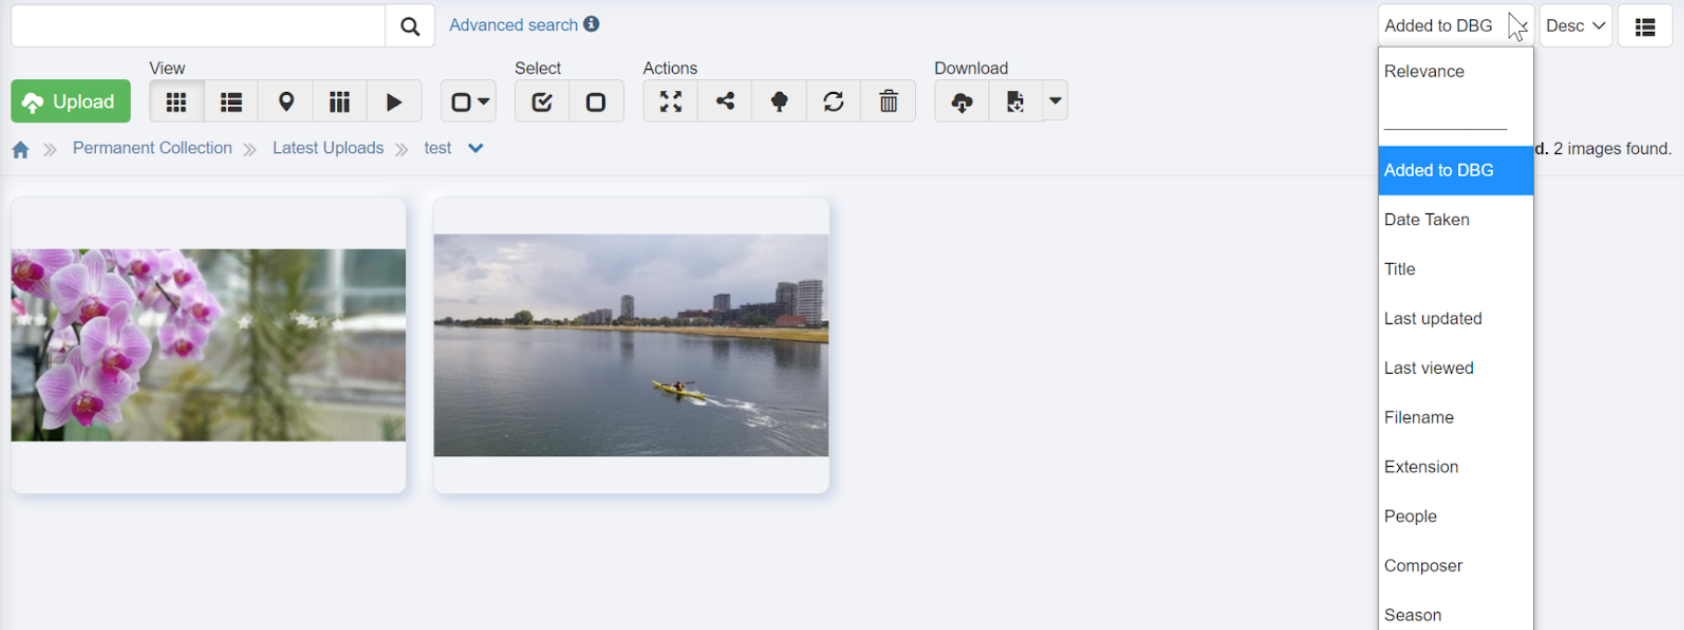 Advanced search
Added to DBG
Desc
View
Select
Actions
Download
Upload
Permanent Collection
Latest Uploads
test
d. 2 images found.
Relevance
Added to DBG
Date Taken
Title
Last updated
Last viewed
Filename
Extension
People
Composer
Season